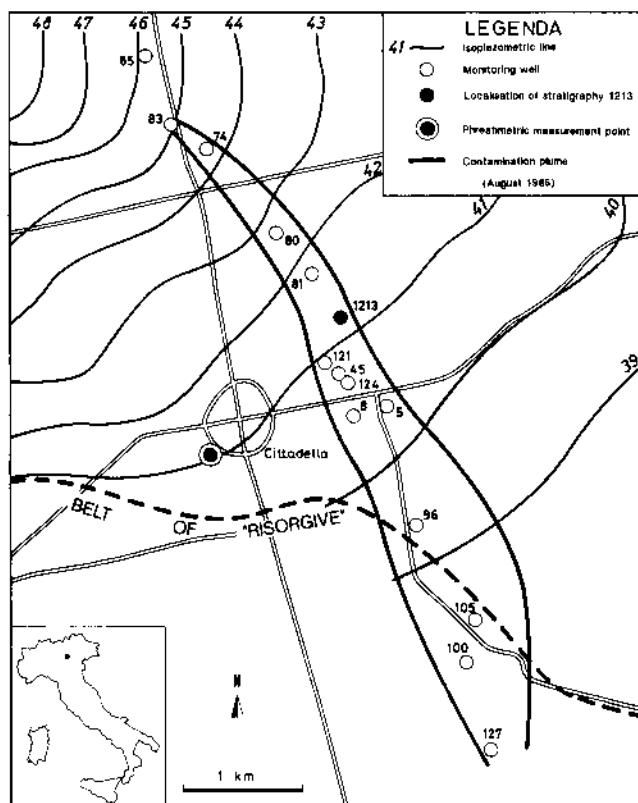 48 47 46 45 44 43
LEGENDA
41 Isopiezometric line
Monitoring well
Localisation of stratigraphy 1213
Phreatimetric measurement point
Contamination plume
(August 1985)
65
83
74
42
41
40
80
81
1213
121
45
124
39
8
5
Cittadella
BELT OF "RISORGIVE"
96
105
100
N
127
1 km